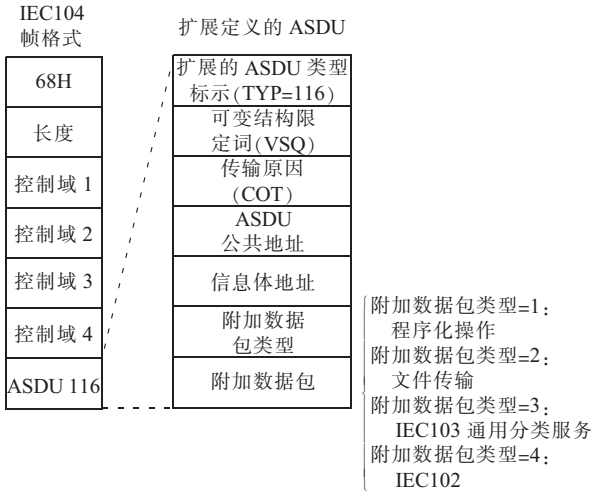 IEC104
帧格式
68H
长度
控制域 1
控制域 2
控制域 3
控制域 4
ASDU 116
扩展定义的 ASDU
扩展的 ASDU 类型
标示(TYP=116)
可变结构限
定词(VSQ)
传输原因
(COT)
ASDU
公共地址
信息体地址
附加数据
包类型
附加数据包
附加数据包类型=1：
程序化操作
附加数据包类型=2：
文件传输
附加数据包类型=3：
IEC103 通用分类服务
附加数据包类型=4：
IEC102